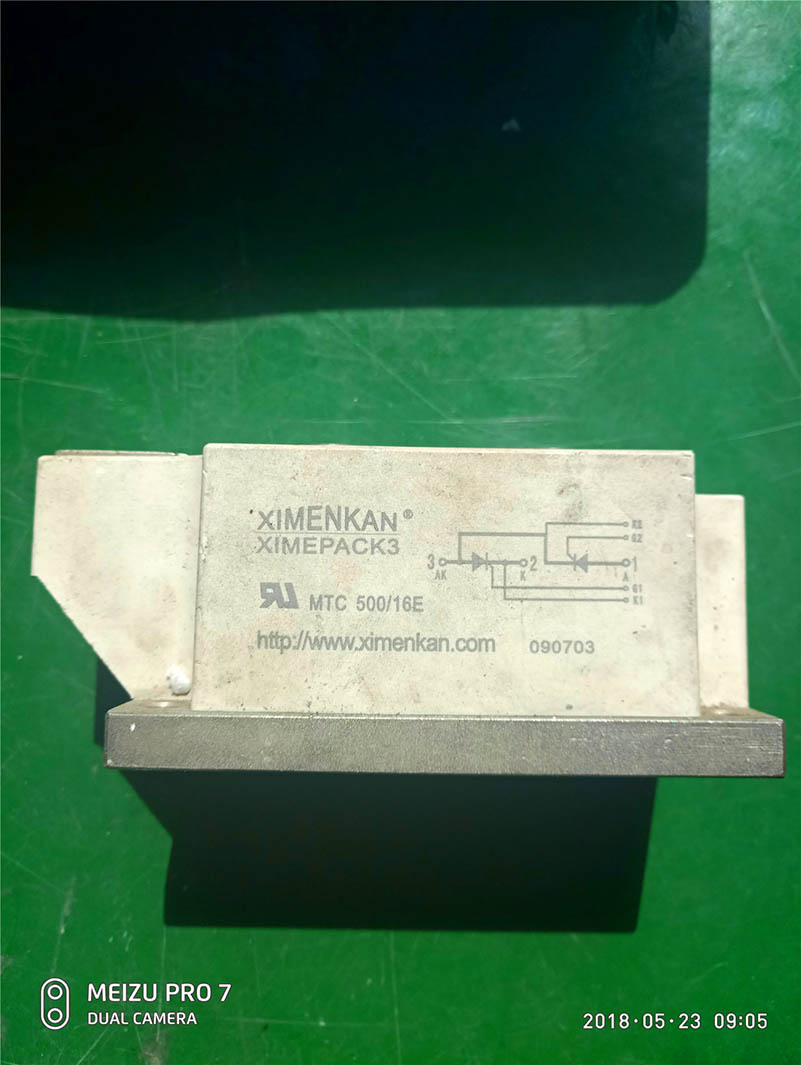 XIMENKAN®
XIMEPACK3
MTC 500/16E
http://www.ximenkan.com 090703
K2
G2
3 2 1
AK K A
G1
K1
MEIZU PRO 7
DUAL CAMERA
2018·05·23 09:05